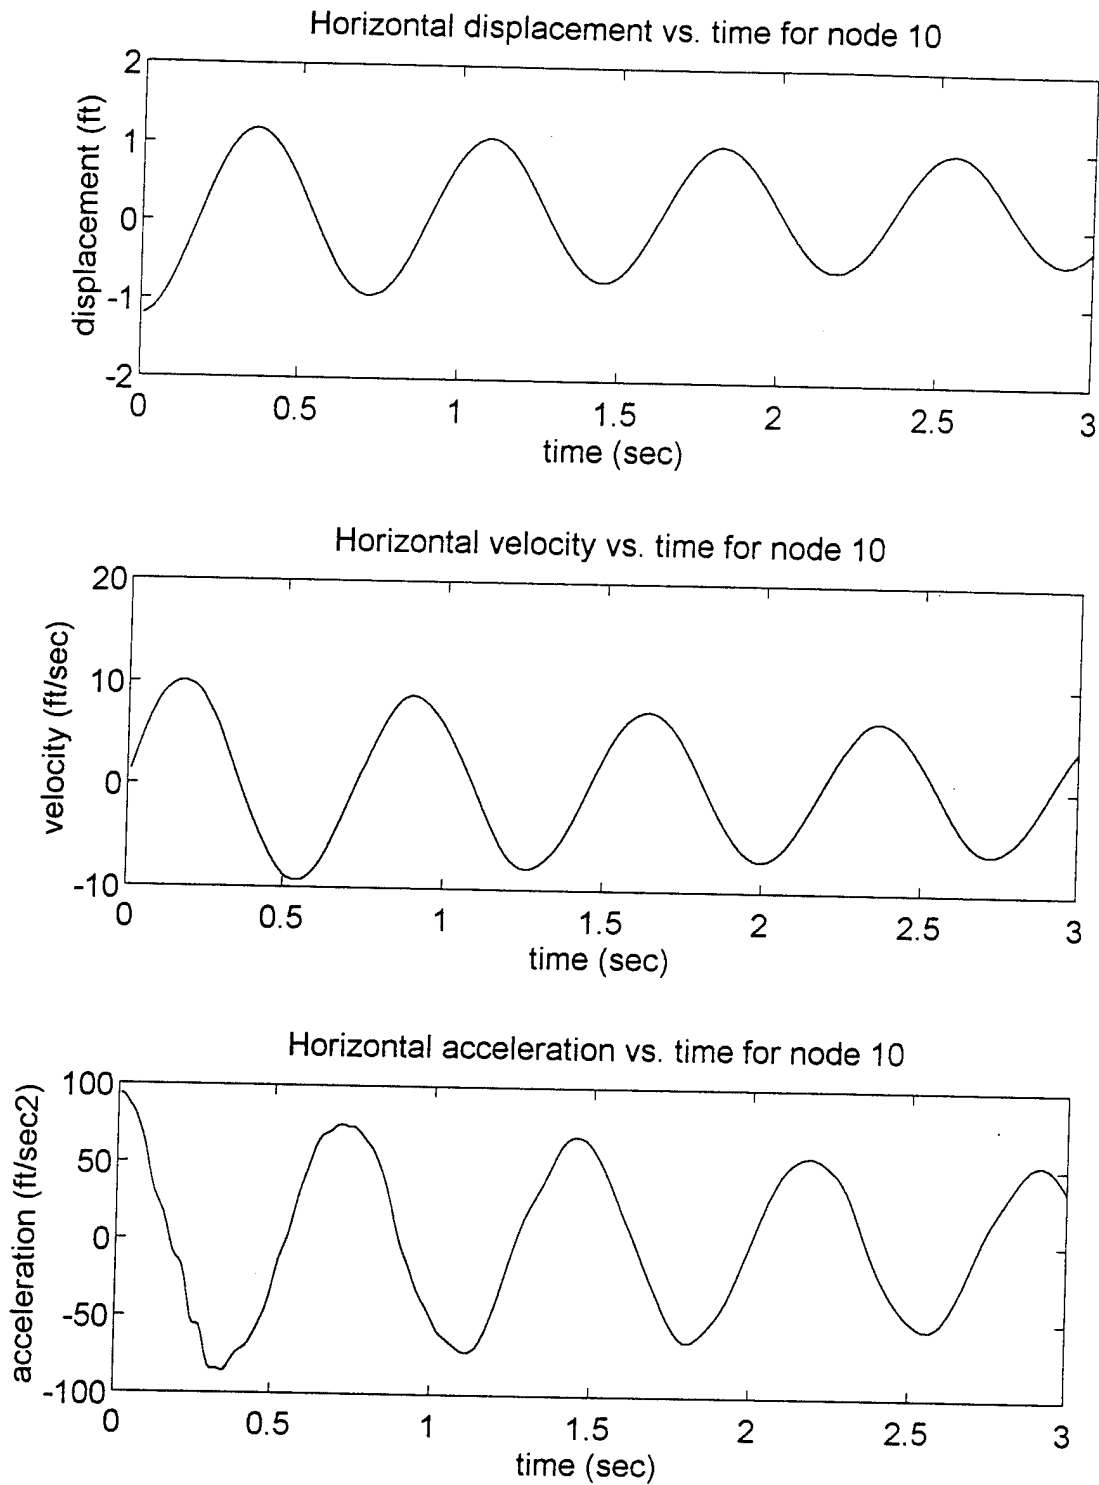 Horizontal displacement vs. time for node 10
displacement (ft)
2
1
0
-1
-2
0 0.5 1 1.5 2 2.5 3
time (sec)
Horizontal velocity vs. time for node 10
velocity (ft/sec)
20
10
0
-10
0 0.5 1 1.5 2 2.5 3
time (sec)
Horizontal acceleration vs. time for node 10
acceleration (ft/sec2)
100
50
0
-50
-100
0 0.5 1 1.5 2 2.5 3
time (sec)